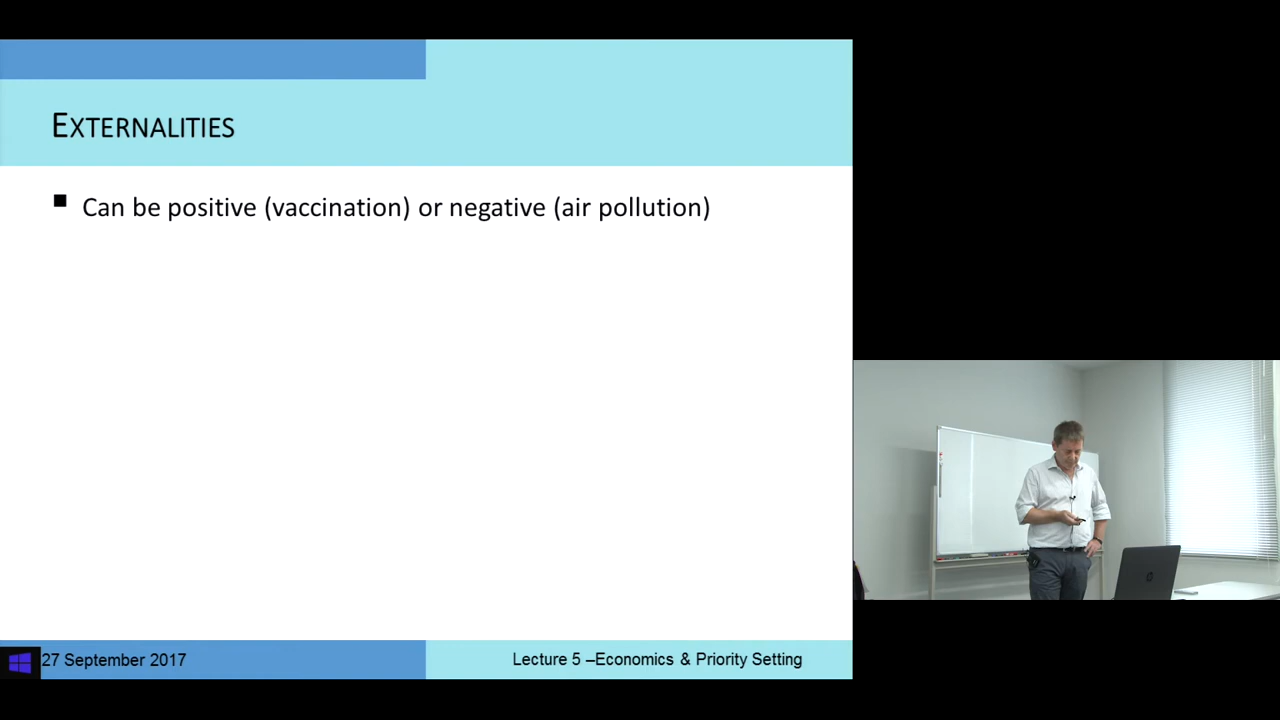 EXTERNALITIES
Can be positive (vaccination) or negative (air pollution)
27 September 2017
Lecture 5 –Economics & Priority Setting